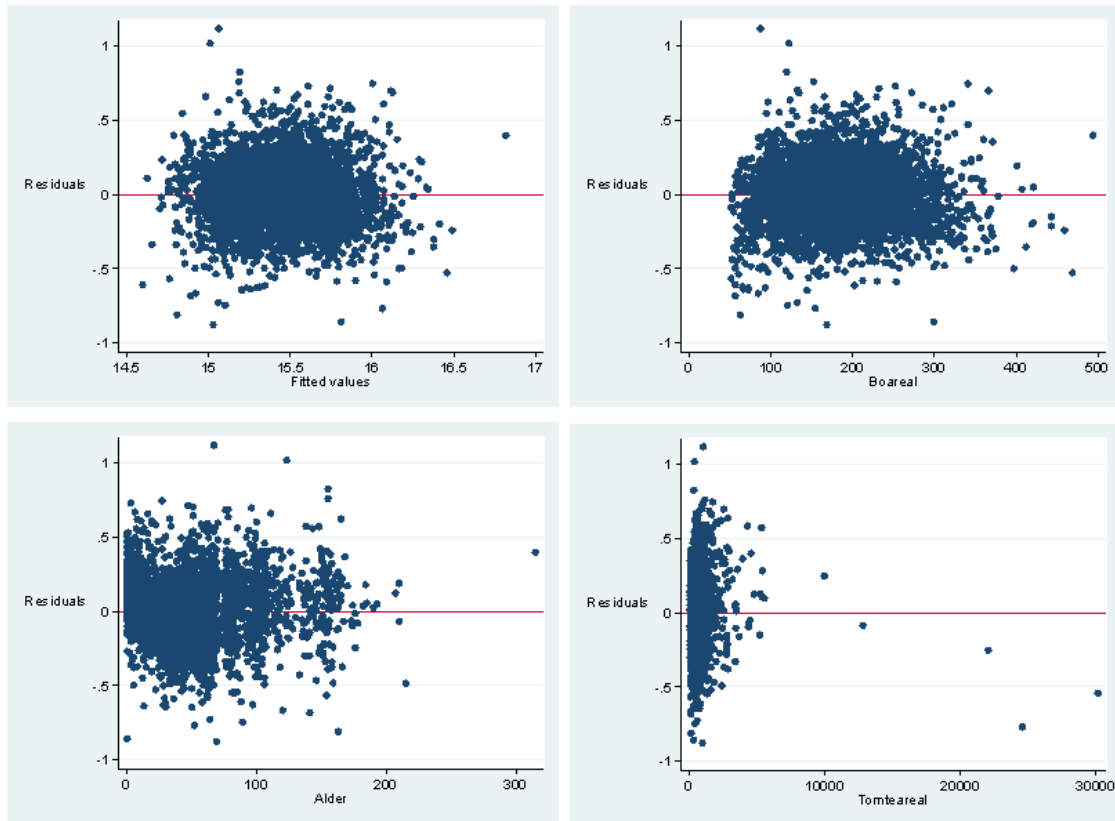 1
.5
Residuals
0
-.5
-1
14.5 15 15.5 16 16.5 17
Fitted values
1
.5
Residuals
0
-.5
-1
0 100 200 300 400 500
Boareal
1
.5
Residuals
0
-.5
-1
0 100 200 300
Alder
1
.5
Residuals
0
-.5
-1
0 10000 20000 30000
Tomteareal